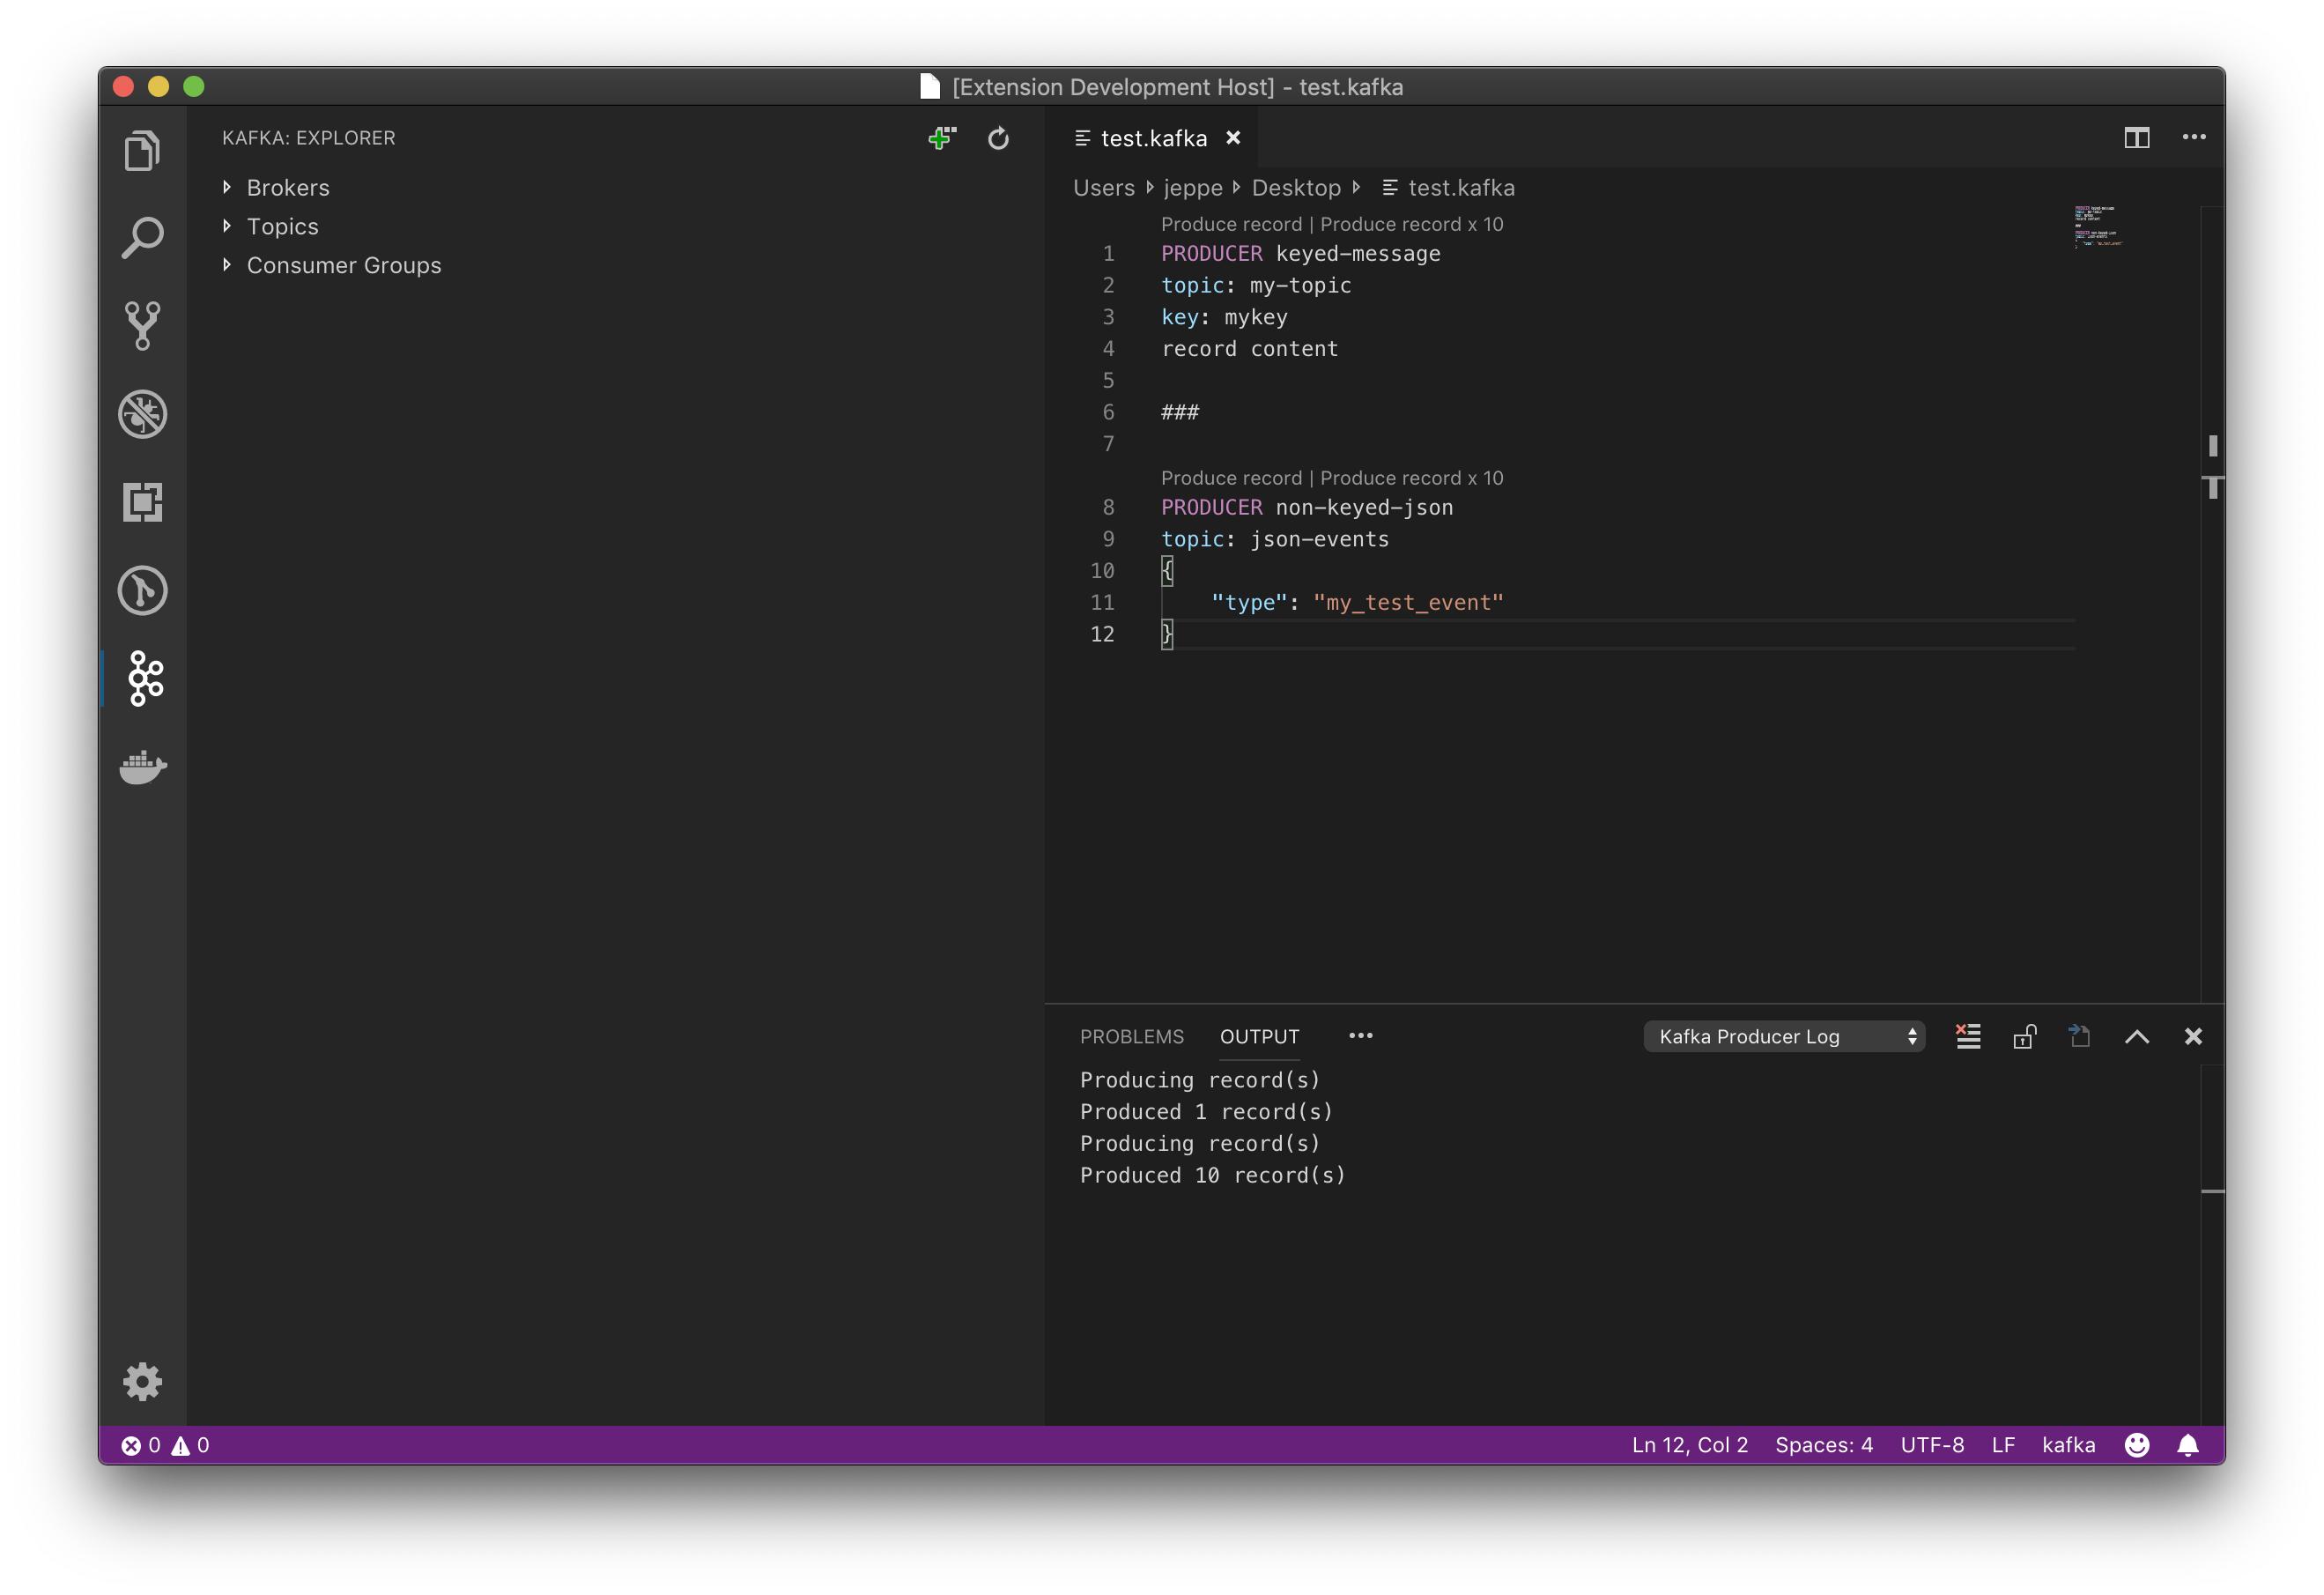 [Extension Development Host] - test.kafka
KAFKA: EXPLORER
Brokers
Topics
Consumer Groups
test.kafka
Users jeppe Desktop test.kafka
Produce record | Produce record x 10
1 PRODUCER keyed-message
2 topic: my-topic
3 key: mykey
4 record content
5
6 ###
7
Produce record | Produce record x 10
8 PRODUCER non-keyed-json
9 topic: json-events
10 {
11 "type": "my_test_event"
12 }
PROBLEMS OUTPUT Kafka Producer Log
Producing record(s)
Produced 1 record(s)
Producing record(s)
Produced 10 record(s)
0 0 Ln 12, Col 2 Spaces: 4 UTF-8 LF kafka